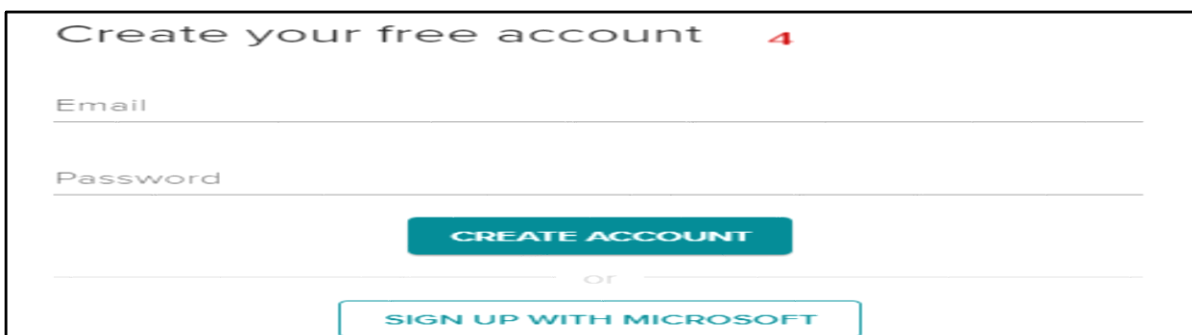 Create your free account 4
Email
Password
CREATE ACCOUNT
or
SIGN UP WITH MICROSOFT